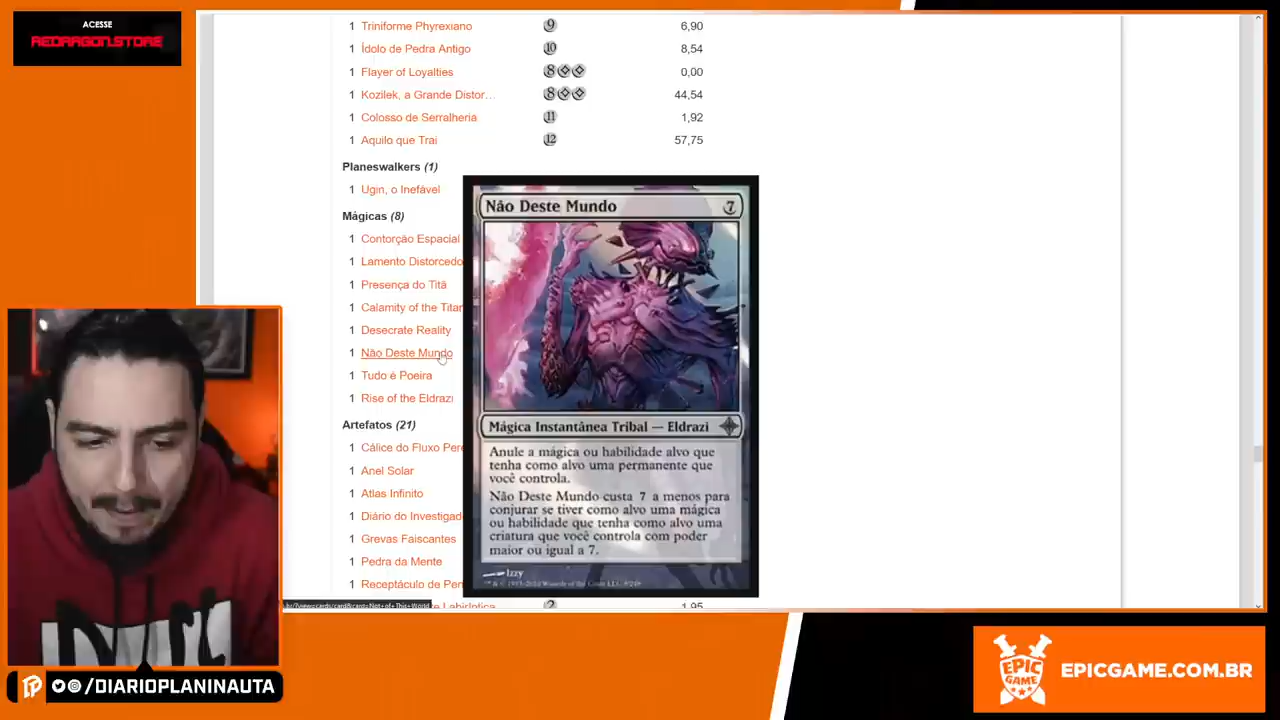 ACESSE
REDRAGON.STORE
1 Triniforme Phyrexiano 9 6,90
1 Ídolo de Pedra Antigo 10 8,54
1 Flayer of Loyalties 8 0,00
1 Kozilek, a Grande Distor… 8 44,54
1 Colosso de Serralheria 11 1,92
1 Aquilo que Trai 12 57,75
Planeswalkers (1)
1 Ugin, o Inefável
Mágicas (8)
1 Contorção Espacial
1 Lamento Distorcedo
1 Presença do Titã
1 Calamity of the Titan
1 Desecrate Reality
1 Não Deste Mundo
1 Tudo é Poeira
1 Rise of the Eldrazi
Artefatos (21)
1 Cálice do Fluxo Pere
1 Anel Solar
1 Atlas Infinito
1 Diário do Investigad
1 Grevas Faiscantes
1 Pedra da Mente
1 Receptáculo de Pen
Labiríntica 2 1,95
Não Deste Mundo 7
Mágica Instantânea Tribal — Eldrazi
Anule a mágica ou habilidade alvo que
tenha como alvo uma permanente que
você controla.
Não Deste Mundo custa 7 a menos para
conjurar se tiver como alvo uma mágica
ou habilidade que tenha como alvo uma
criatura que você controla com poder
maior ou igual a 7.
Izzy
/DIARIOPLANINAUTA
EPIC
GAME
EPICGAME.COM.BR